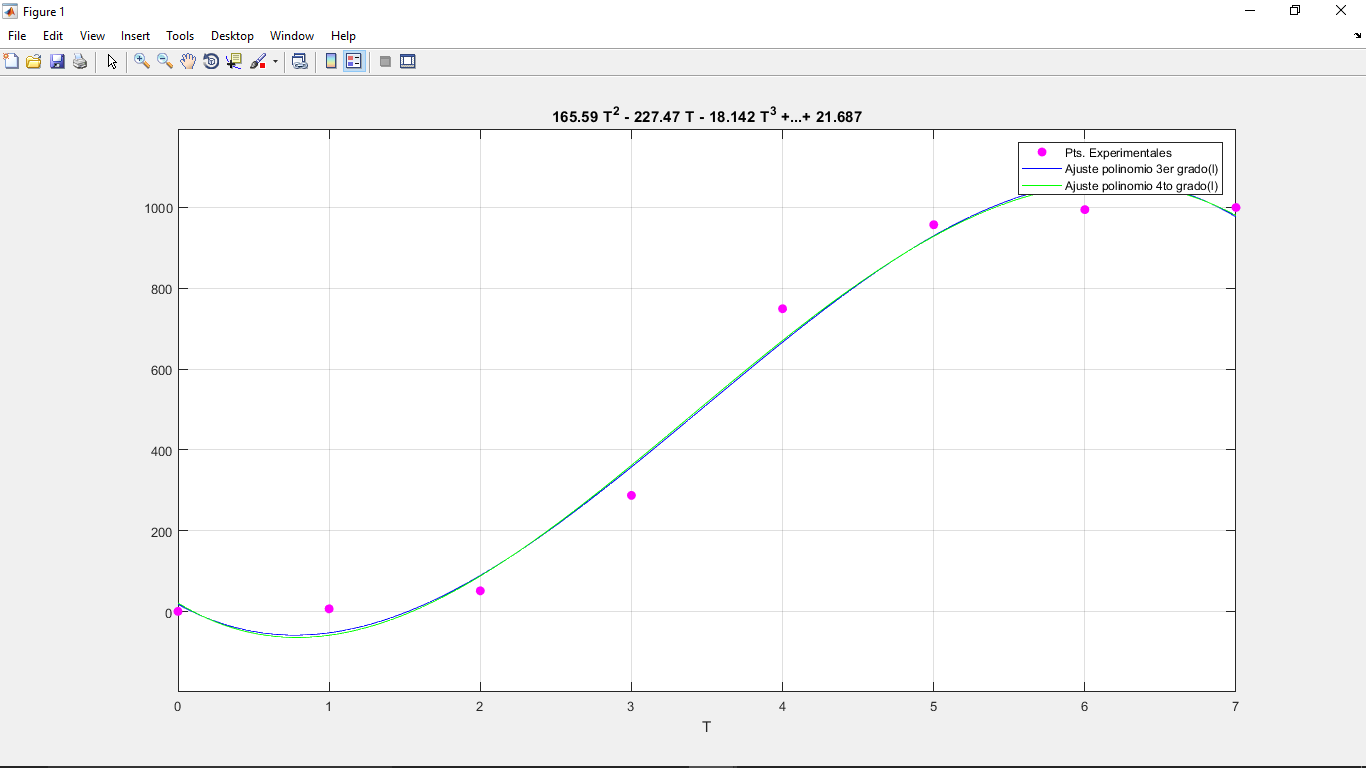 Figure 1
File Edit View Insert Tools Desktop Window Help
165.59 T² - 227.47 T - 18.142 T³ +...+ 21.687
Pts. Experimentales
Ajuste polinomio 3er grado(I)
Ajuste polinomio 4to grado(I)
1000
800
600
400
200
0
0 1 2 3 4 5 6 7
T